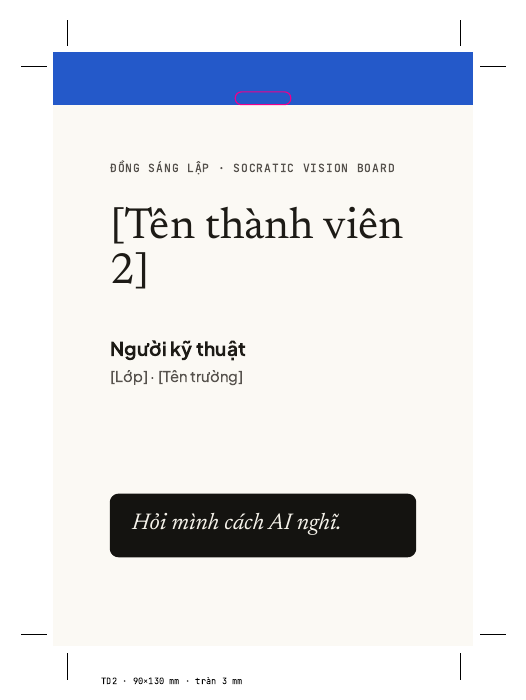 ĐỒNG SÁNG LẬP · SOCRATIC VISION BOARD
[Tên thành viên
2]
Người kỹ thuật
[Lớp] · [Tên trường]
Hỏi mình cách AI nghĩ.
TD2 · 90×130 mm · tràn 3 mm